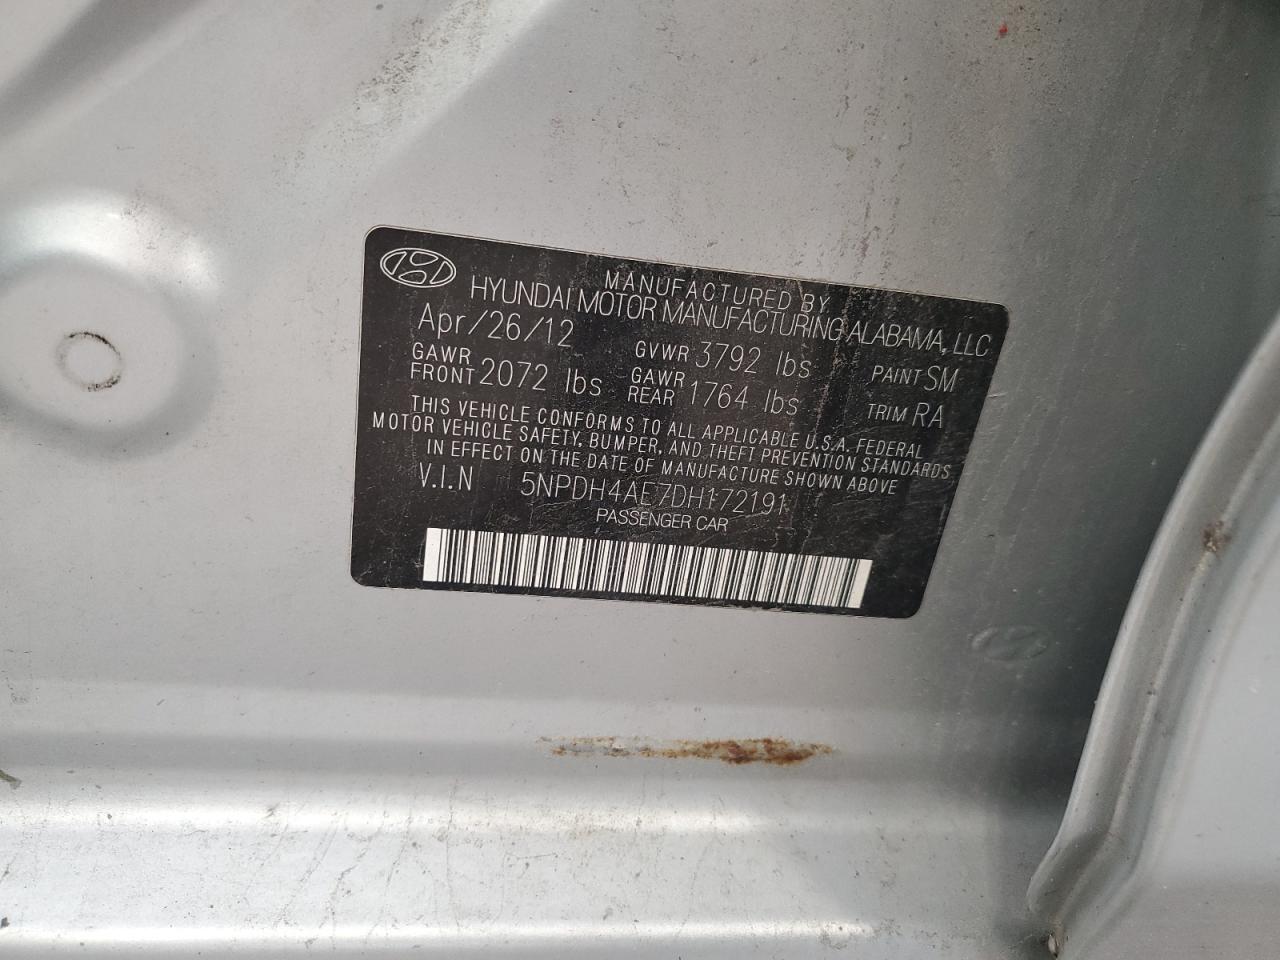 MANUFACTURED BY
HYUNDAI MOTOR MANUFACTURING ALABAMA, LLC
Apr/26/12 GVWR 3792 lbs PAINT SM
GAWR FRONT 2072 lbs GAWR REAR 1764 lbs TRIM RA
THIS VEHICLE CONFORMS TO ALL APPLICABLE U.S.A. FEDERAL
MOTOR VEHICLE SAFETY, BUMPER, AND THEFT PREVENTION STANDARDS
IN EFFECT ON THE DATE OF MANUFACTURE SHOWN ABOVE
V.I.N 5NPDH4AE7DH172191
PASSENGER CAR